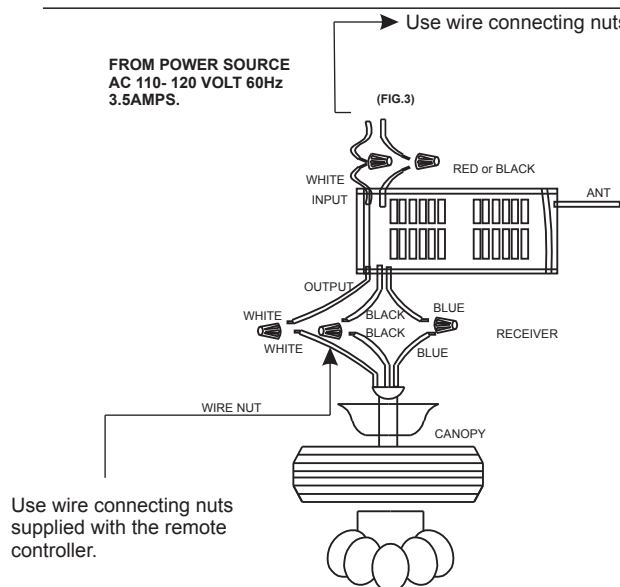 Use wire connecting nuts
FROM POWER SOURCE
AC 110- 120 VOLT 60Hz
3.5AMPS.
(FIG.3)
RED or BLACK
WHITE
INPUT
ANT
OUTPUT
WHITE
BLACK
BLUE
BLACK
RECEIVER
WHITE
BLUE
WIRE NUT
CANOPY
Use wire connecting nuts
supplied with the remote
controller.